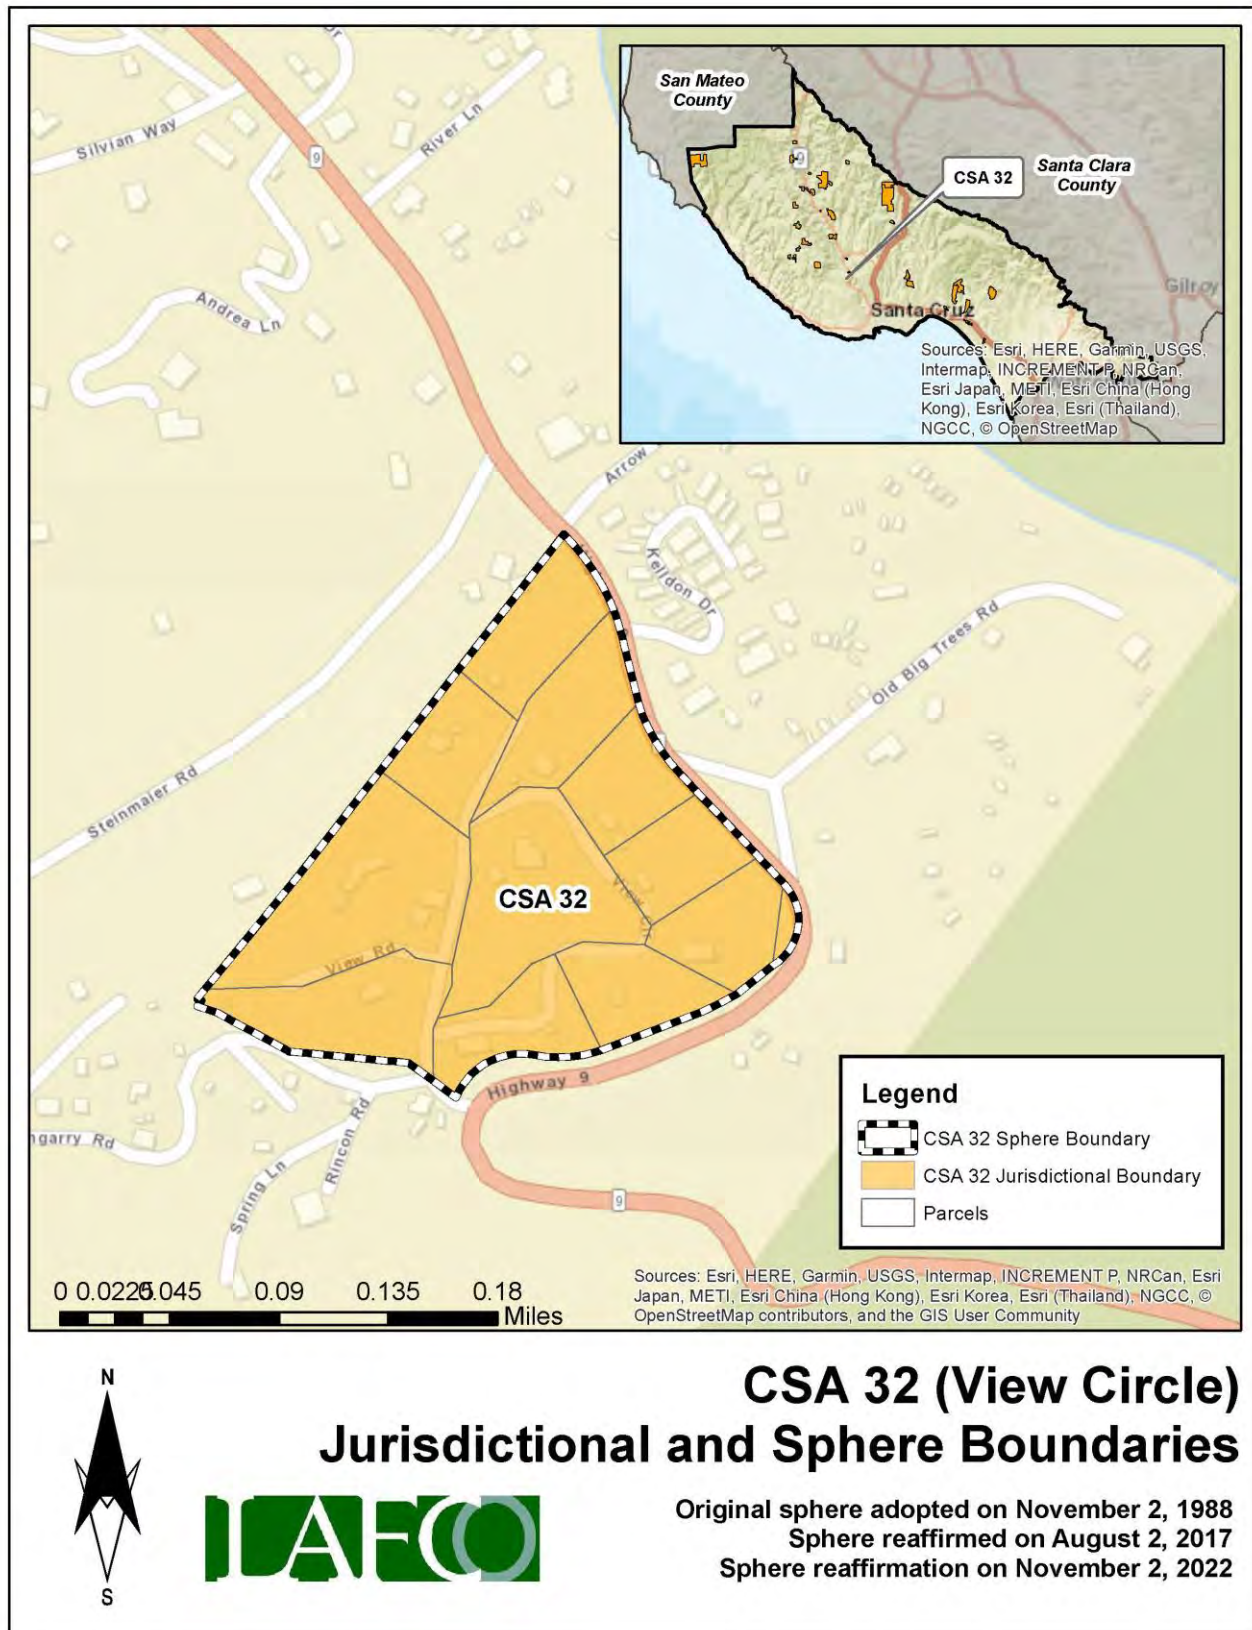 Dr
Silvian Way
9
River Ln
Andrea Ln
San Mateo
County
9
CSA 32
Santa Clara
County
Gilroy
Santa Cruz
Sources: Esri, HERE, Garmin, USGS,
Intermap, INCREMENT P, NRCan,
Esri Japan, METI, Esri China (Hong
Kong), Esri Korea, Esri (Thailand),
NGCC, © OpenStreetMap
Arrow
Kelldon Dr
Old Big Trees Rd
Steinmaier Rd
CSA 32
View Cir
View Rd
Highway 9
ngarry Rd
Rincon Rd
Spring Ln
9
Legend
CSA 32 Sphere Boundary
CSA 32 Jurisdictional Boundary
Parcels
0 0.0225 0.045 0.09 0.135 0.18
Miles
Sources: Esri, HERE, Garmin, USGS, Intermap, INCREMENT P, NRCan, Esri
Japan, METI, Esri China (Hong Kong), Esri Korea, Esri (Thailand), NGCC, ©
OpenStreetMap contributors, and the GIS User Community
N
S
CSA 32 (View Circle)
Jurisdictional and Sphere Boundaries
LAFCO
Original sphere adopted on November 2, 1988
Sphere reaffirmed on August 2, 2017
Sphere reaffirmation on November 2, 2022